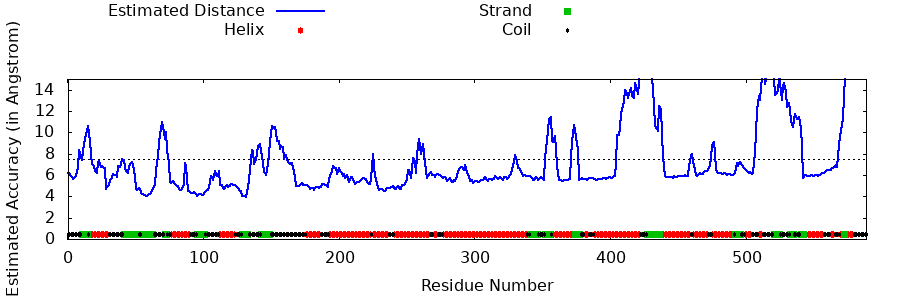 Estimated Distance
Helix
Strand
Coil
Estimated Accuracy (in Angstrom)
14
12
10
8
6
4
2
0
0 100 200 300 400 500
Residue Number